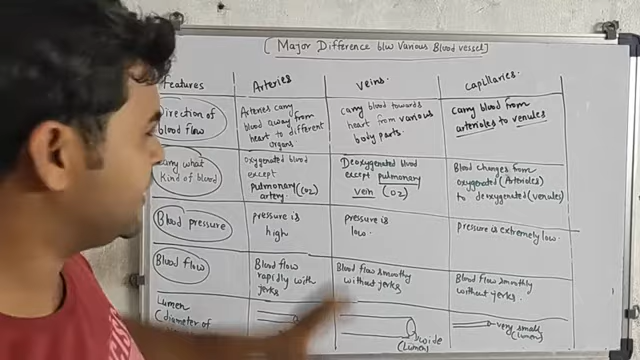 Major Difference b/w Various Blood vessel
Features
Arteries
Veins.
Capillaries.
Direction of
blood flow
Arteries carry
blood away from
heart to different
organs
carry blood towards
heart from various
body parts.
carry blood from
arterioles to venules
what
Kind of blood
oxygenated blood
except
pulmonary
artery (CO2)
Deoxygenated blood
except pulmonary
vein (O2)
Blood changes from
oxygenated (Arterioles)
to deoxygenated (venules)
Blood pressure
pressure is
high
pressure is
low.
pressure is extremely low.
Blood flow
Blood flow
rapidly with
jerks
Blood flow smoothly
without jerks
Blood flow smoothly
without jerks.
Lumen
(diameter of
wide
(Lumen)
very small
(lumen)